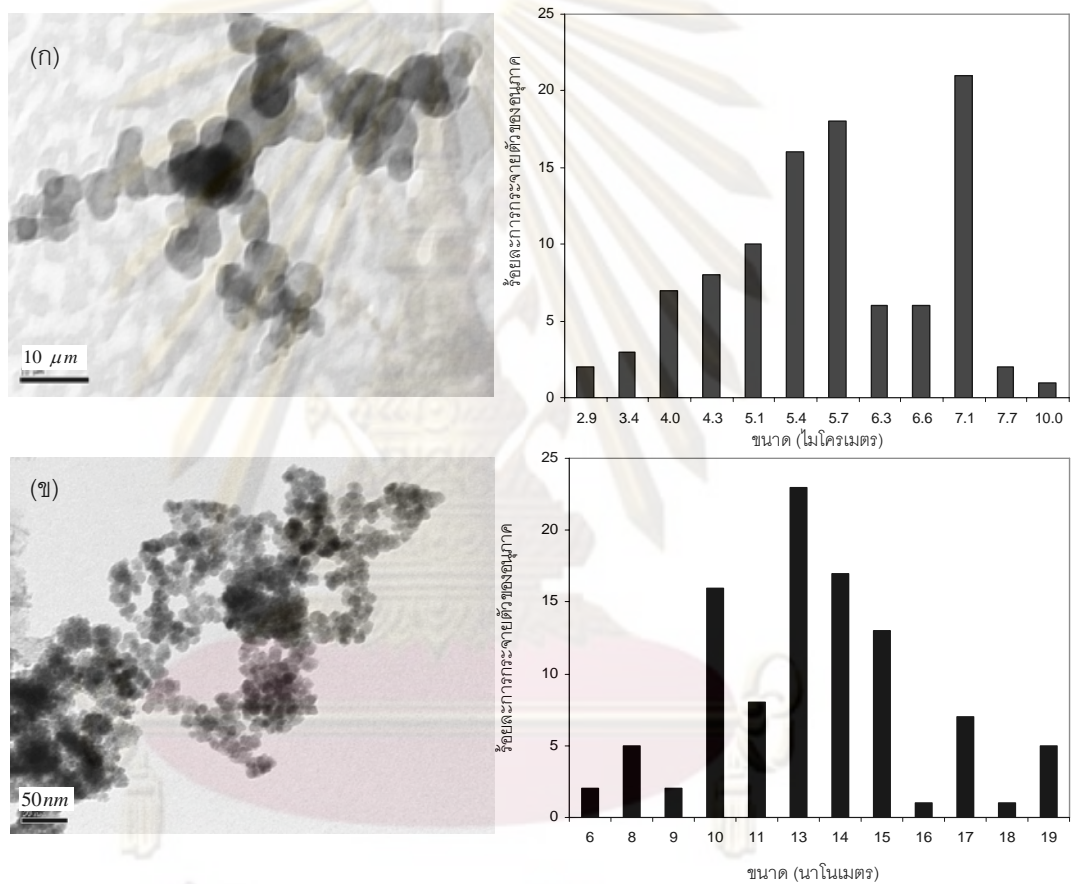 (ก)
10 μm
25
20
15
10
5
0
ร้อยละการกระจายตัวของอนุภาค
2.9 3.4 4.0 4.3 5.1 5.4 5.7 6.3 6.6 7.1 7.7 10.0
ขนาด (ไมโครเมตร)
(ข)
50nm
25
20
15
10
5
0
ร้อยละการกระจายตัวของอนุภาค
6 8 9 10 11 13 14 15 16 17 18 19
ขนาด (นาโนเมตร)